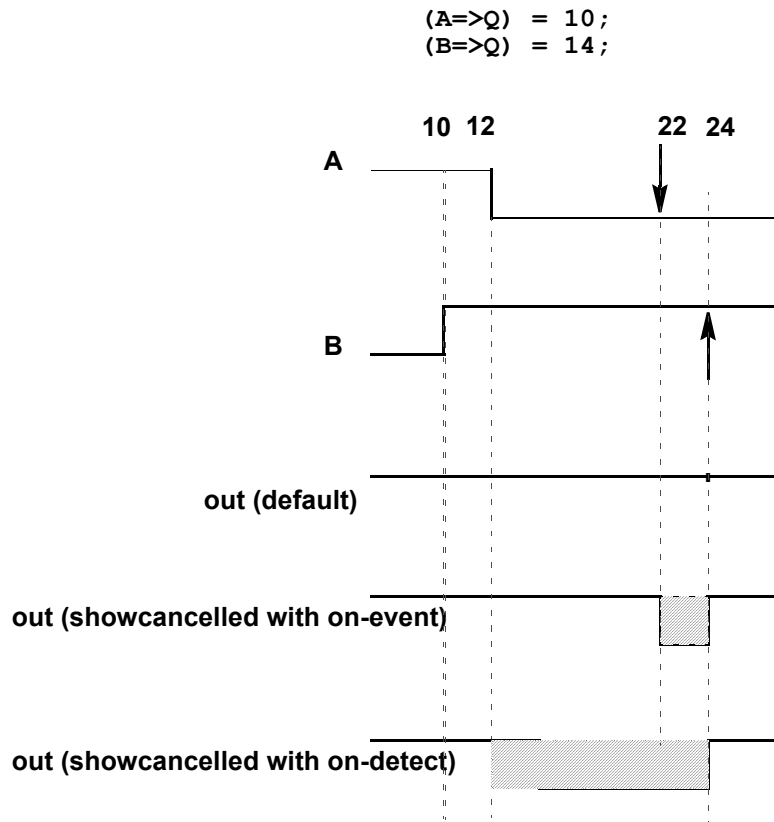 (A=>Q) = 10;
(B=>Q) = 14;
10 12 22 24
A
B
out (default)
out (showcancelled with on-event)
out (showcancelled with on-detect)